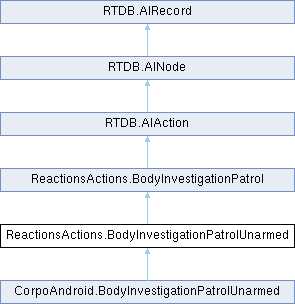 RTDB.AIRecord
RTDB.AINode
RTDB.AIAction
ReactionsActions.BodyInvestigationPatrol
ReactionsActions.BodyInvestigationPatrolUnarmed
CorpoAndroid.BodyInvestigationPatrolUnarmed